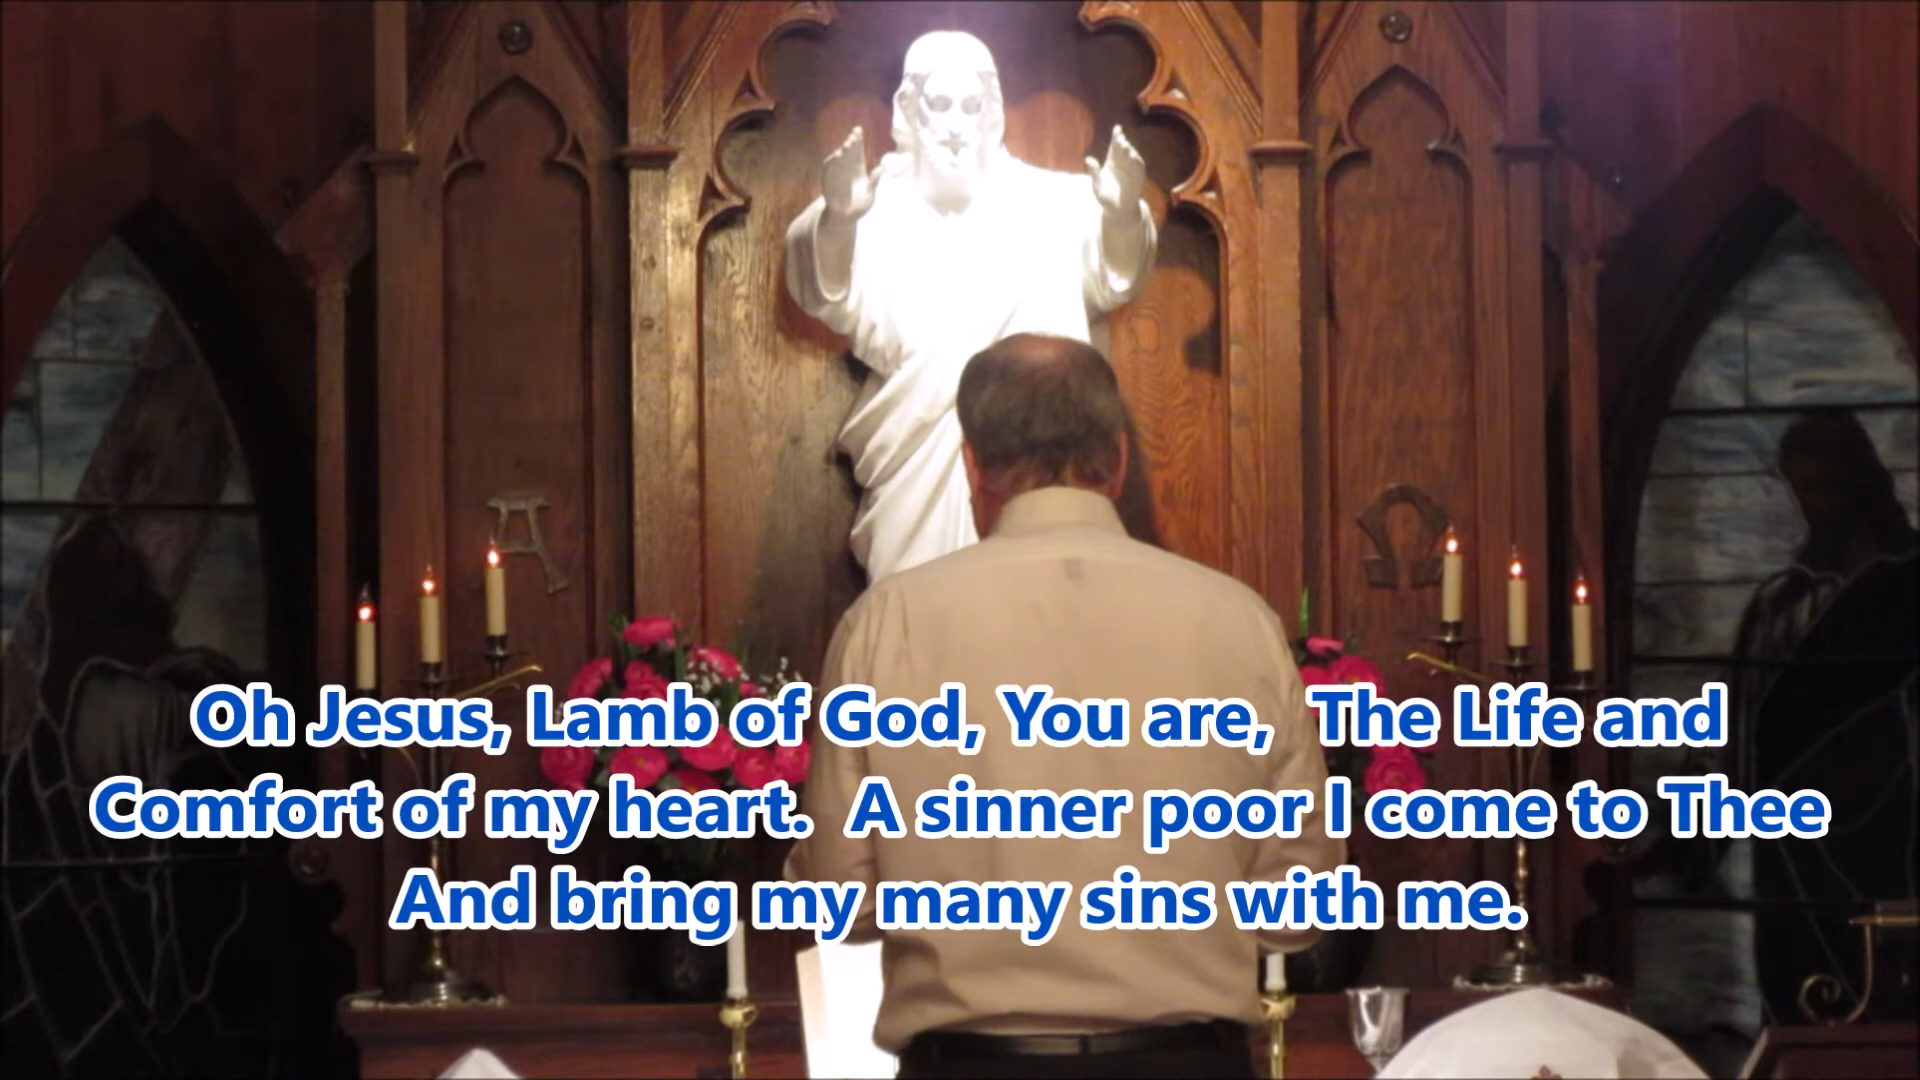 Oh Jesus, Lamb of God, You are,  The Life and
Comfort of my heart.  A sinner poor I come to Thee
And bring my many sins with me.
Α
Ω